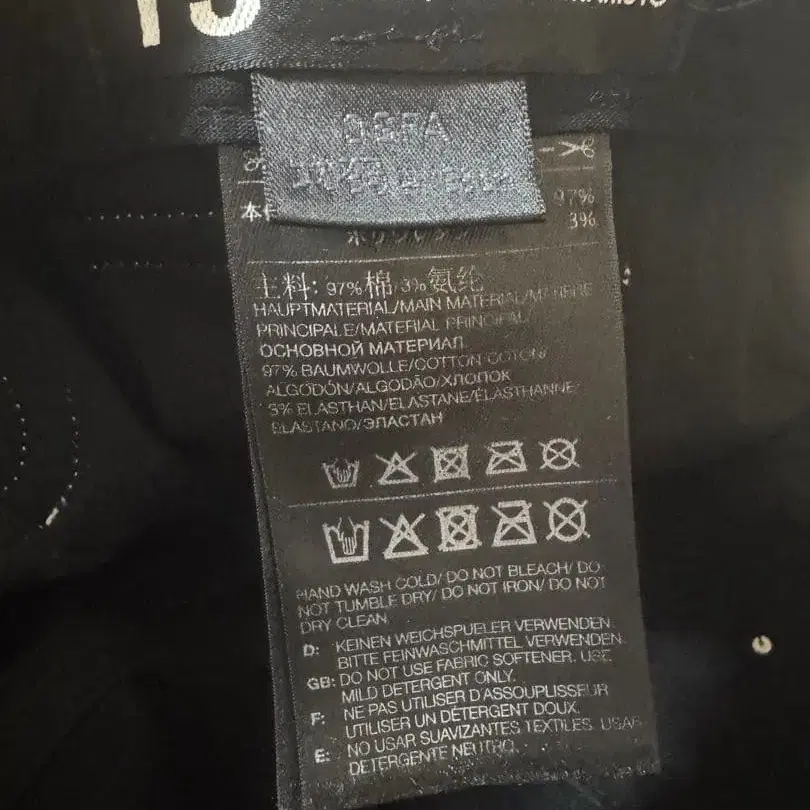 15
本体
97%
3%
主料: 97%棉/3%氨纶
HAUPTMATERIAL/MAIN MATERIAL/MATIERE
PRINCIPALE/MATERIAL PRINCIPAL/
ОСНОВНОЙ МАТЕРИАЛ
97% BAUMWOLLE/COTTON COTON/
ALGODÓN/ALGODÃO/ХЛОПОК
3% ELASTHAN/ELASTANE/ÉLASTHANNE/
ELASTANO/ЭЛАСТАН
HAND WASH COLD/ DO NOT BLEACH/ DO
NOT TUMBLE DRY/ DO NOT IRON/ DO NOT
DRY CLEAN
D: KEINEN WEICHSPUELER VERWENDEN.
BITTE FEINWASCHMITTEL VERWENDEN.
GB: DO NOT USE FABRIC SOFTENER. USE
MILD DETERGENT ONLY.
F: NE PAS UTILISER D'ASSOUPLISSEUR
UTILISER UN DÉTERGENT DOUX.
E: NO USAR SUAVIZANTES TEXTILES. USAR
DETERGENTE NEUTRO.